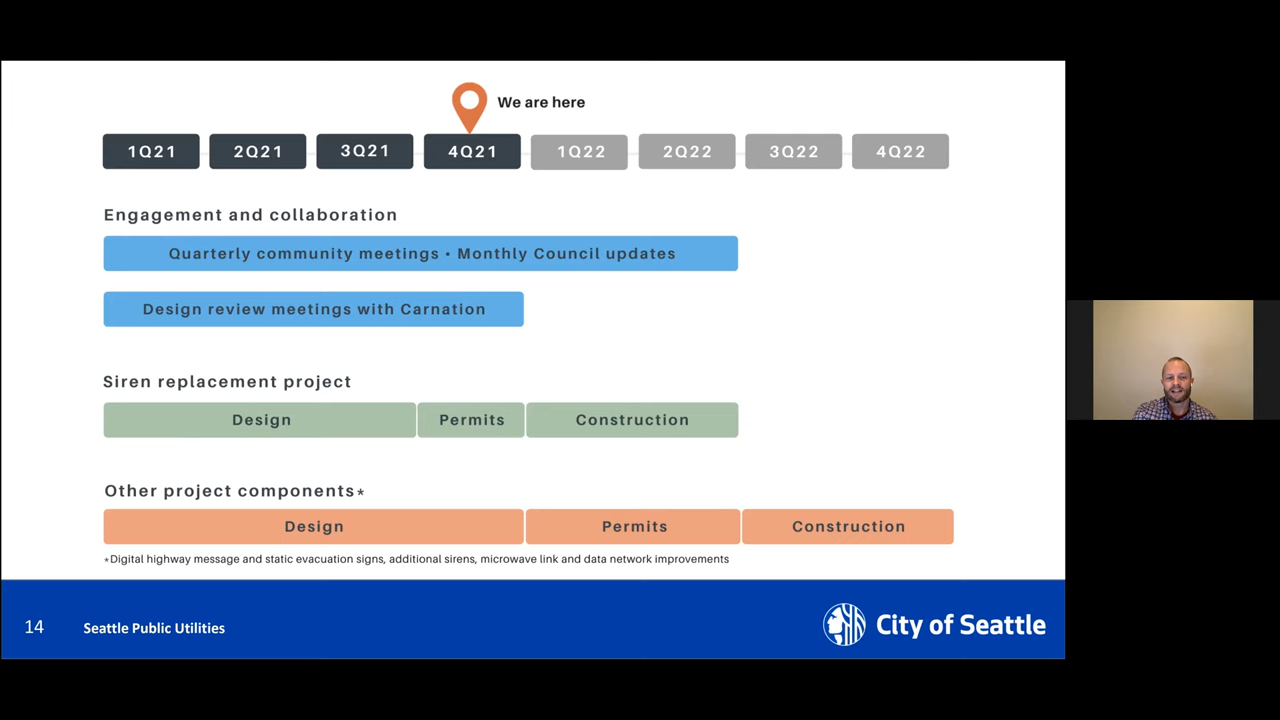 We are here
1Q21 2Q21 3Q21 4Q21 1Q22 2Q22 3Q22 4Q22
Engagement and collaboration
Quarterly community meetings • Monthly Council updates
Design review meetings with Carnation
Siren replacement project
Design Permits Construction
Other project components*
Design Permits Construction
*Digital highway message and static evacuation signs, additional sirens, microwave link and data network improvements
14 Seattle Public Utilities City of Seattle